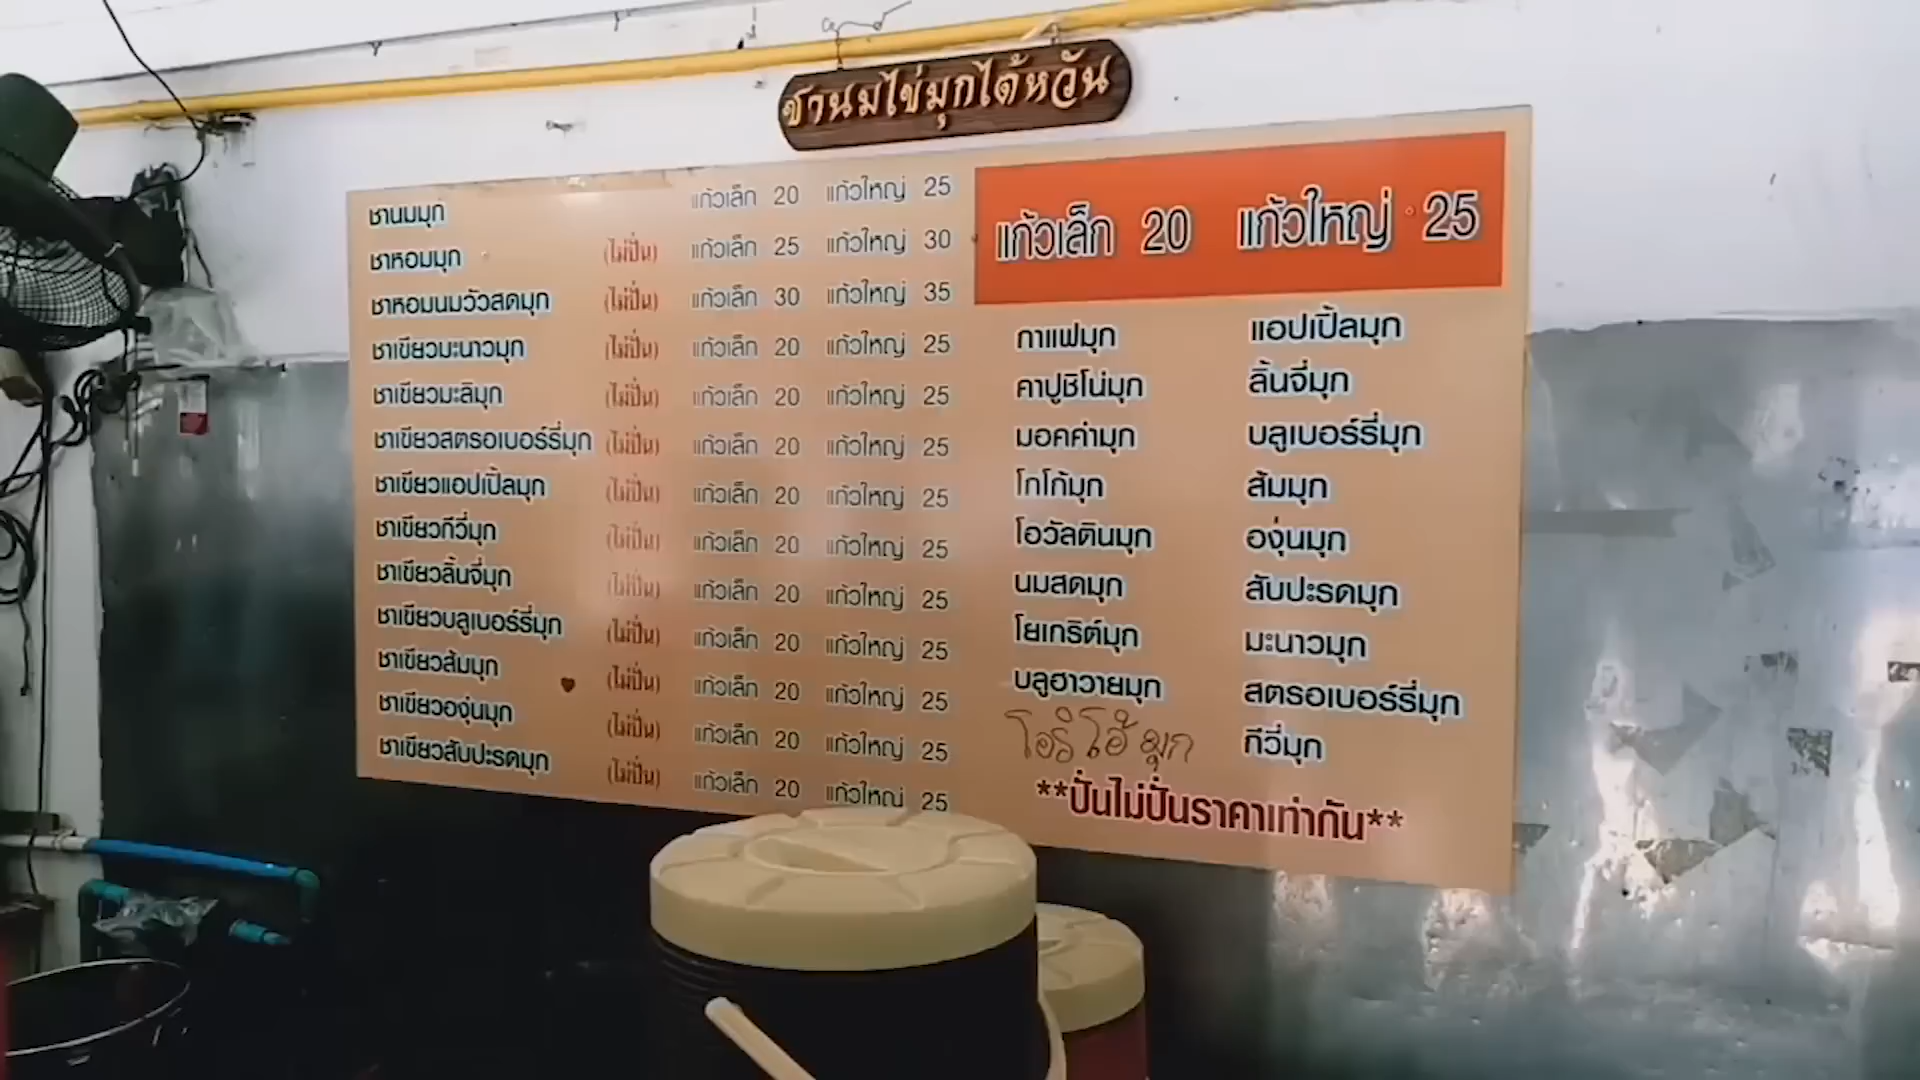 ชานมไข่มุกไต้หวัน
ชานมมุก แก้วเล็ก 20 แก้วใหญ่ 25
ชาหอมมุก (ไม่ปั่น) แก้วเล็ก 25 แก้วใหญ่ 30
ชาหอมนมวัวสดมุก (ไม่ปั่น) แก้วเล็ก 30 แก้วใหญ่ 35
ชาเขียวมะนาวมุก (ไม่ปั่น) แก้วเล็ก 20 แก้วใหญ่ 25
ชาเขียวมะลิมุก (ไม่ปั่น) แก้วเล็ก 20 แก้วใหญ่ 25
ชาเขียวสตรอเบอร์รี่มุก (ไม่ปั่น) แก้วเล็ก 20 แก้วใหญ่ 25
ชาเขียวแอปเปิ้ลมุก (ไม่ปั่น) แก้วเล็ก 20 แก้วใหญ่ 25
ชาเขียวกีวี่มุก (ไม่ปั่น) แก้วเล็ก 20 แก้วใหญ่ 25
ชาเขียวลิ้นจี่มุก (ไม่ปั่น) แก้วเล็ก 20 แก้วใหญ่ 25
ชาเขียวบลูเบอร์รี่มุก (ไม่ปั่น) แก้วเล็ก 20 แก้วใหญ่ 25
ชาเขียวส้มมุก (ไม่ปั่น) แก้วเล็ก 20 แก้วใหญ่ 25
ชาเขียวองุ่นมุก (ไม่ปั่น) แก้วเล็ก 20 แก้วใหญ่ 25
ชาเขียวสับปะรดมุก (ไม่ปั่น) แก้วเล็ก 20 แก้วใหญ่ 25
แก้วเล็ก 20 แก้วใหญ่ 25
กาแฟมุก แอปเปิ้ลมุก
คาปูชิโน่มุก ลิ้นจี่มุก
มอคค่ามุก บลูเบอร์รี่มุก
โกโก้มุก ส้มมุก
โอวัลตินมุก องุ่นมุก
นมสดมุก สับปะรดมุก
โยเกริต์มุก มะนาวมุก
บลูฮาวายมุก สตรอเบอร์รี่มุก
โอริโอ้ มุก กีวี่มุก
**ปั่นไม่ปั่นราคาเท่ากัน**